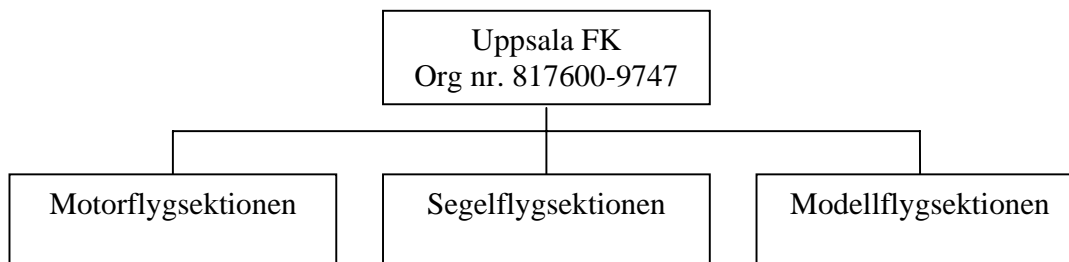 Uppsala FK
Org nr. 817600-9747
Motorflygsektionen
Segelflygsektionen
Modellflygsektionen